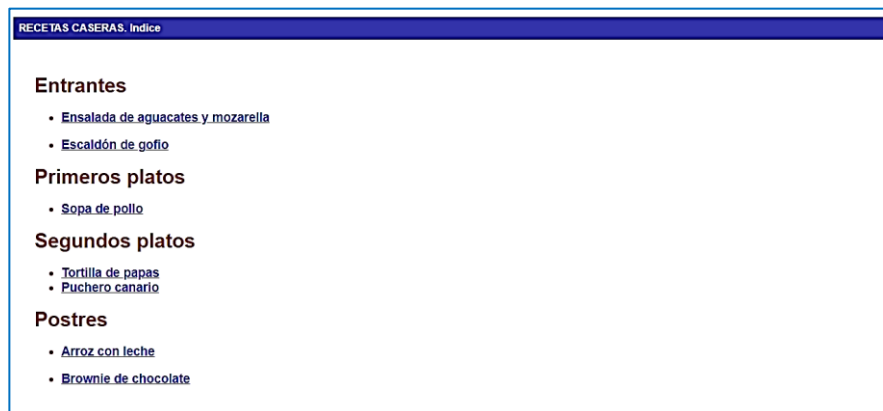 RECETAS CASERAS. Indice
Entrantes
Ensalada de aguacates y mozarella
Escaldón de gofio
Primeros platos
Sopa de pollo
Segundos platos
Tortilla de papas
Puchero canario
Postres
Arroz con leche
Brownie de chocolate